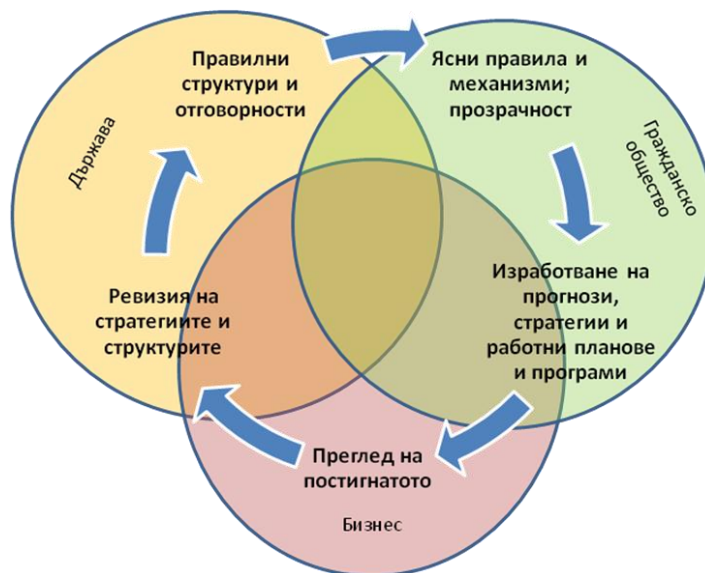 Правилни
структури и
отговорности
Ясни правила и
механизми;
прозрачност
Държава
Гражданско
общество
Изработване на
прогнози,
стратегии и
работни планове
и програми
Ревизия на
стратегиите и
структурите
Преглед на
постигнатото
Бизнес